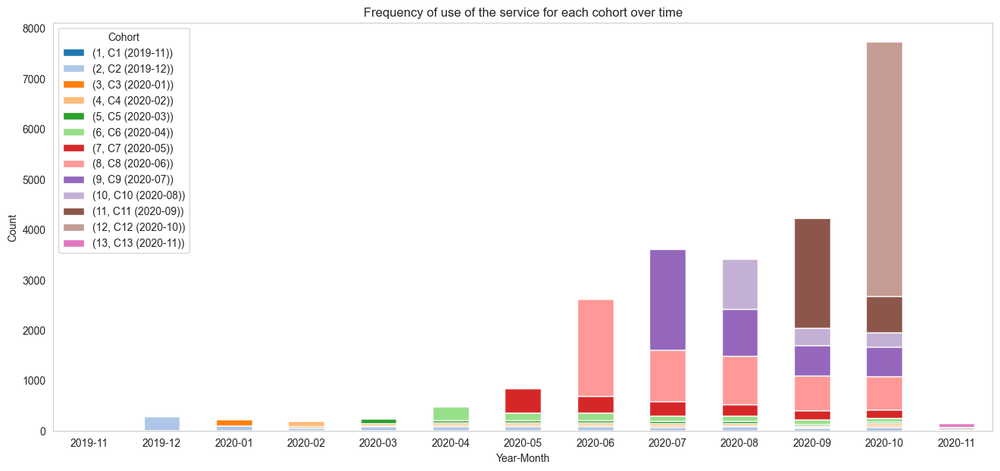 Frequency of use of the service for each cohort over time
Cohort
(1, C1 (2019-11))
(2, C2 (2019-12))
(3, C3 (2020-01))
(4, C4 (2020-02))
(5, C5 (2020-03))
(6, C6 (2020-04))
(7, C7 (2020-05))
(8, C8 (2020-06))
(9, C9 (2020-07))
(10, C10 (2020-08))
(11, C11 (2020-09))
(12, C12 (2020-10))
(13, C13 (2020-11))
Count
8000
7000
6000
5000
4000
3000
2000
1000
0
2019-11 2019-12 2020-01 2020-02 2020-03 2020-04 2020-05 2020-06 2020-07 2020-08 2020-09 2020-10 2020-11
Year-Month